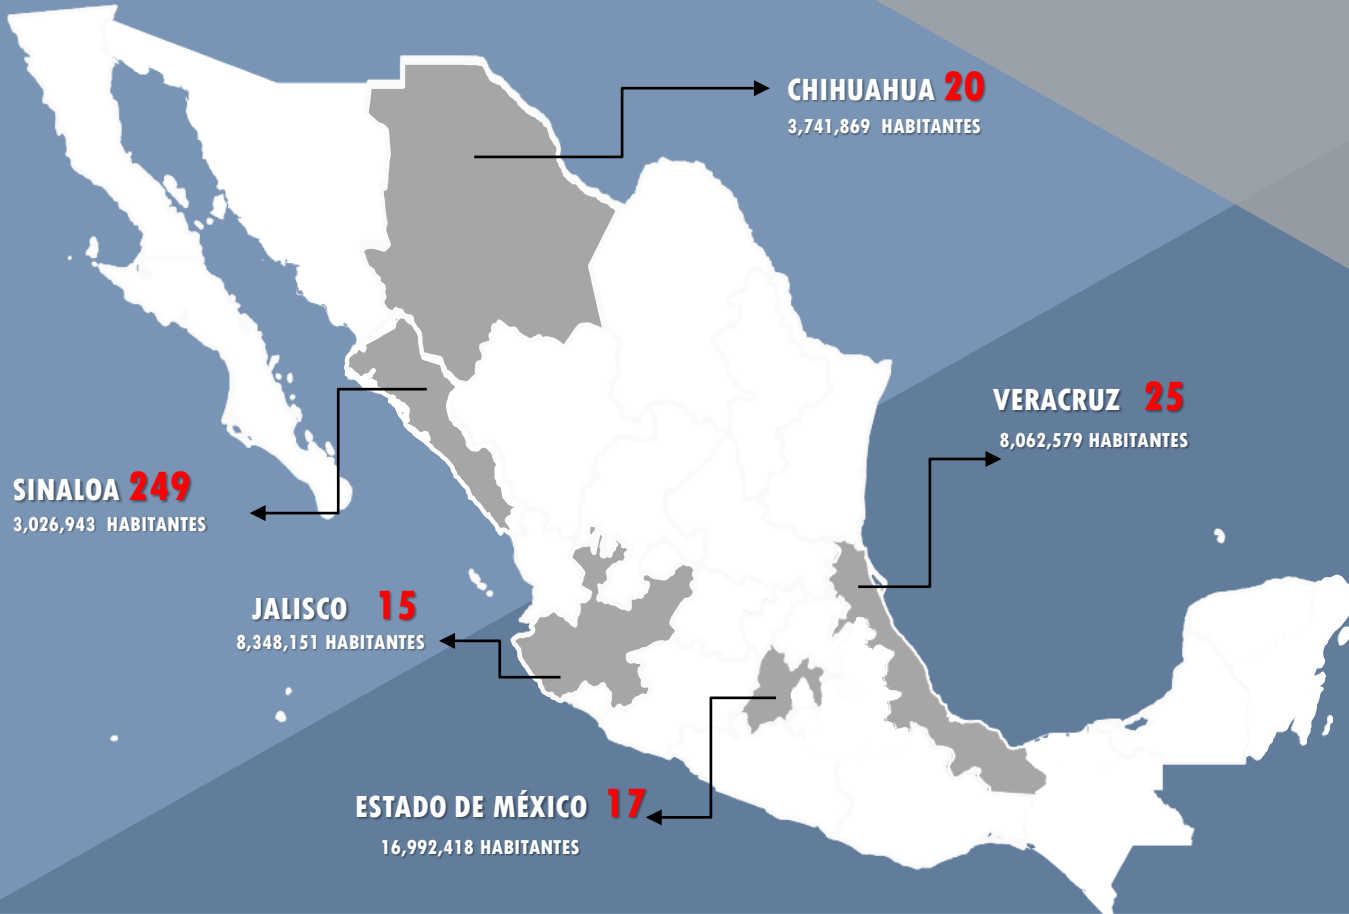 CHIHUAHUA 20
3,741,869 HABITANTES
VERACRUZ 25
8,062,579 HABITANTES
SINALOA 249
3,026,943 HABITANTES
JALISCO 15
8,348,151 HABITANTES
ESTADO DE MÉXICO 17
16,992,418 HABITANTES